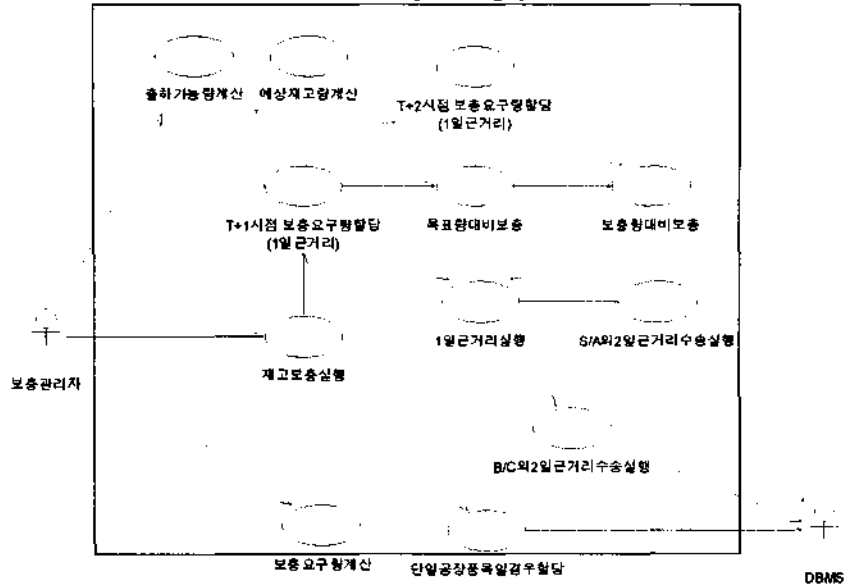 출하가능량계산
예상재고량계산
T+2시점 보충요구량할당
(1일근거리)
T+1시점 보충요구량할당
(1일근거리)
목표량대비보충
보충량대비보충
1일근거리실행
S/A의2일근거리수송실행
재고보충실행
보충관리자
B/C의2일근거리수송실행
보충요구량계산
단일공장품목일경우할당
DBMS